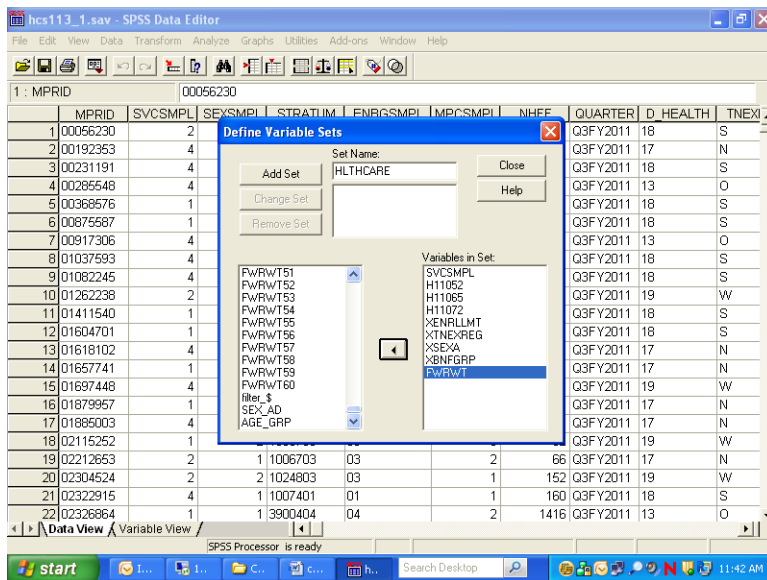 hcs113_1.sav - SPSS Data Editor
File Edit View Data Transform Analyze Graphs Utilities Add-ons Window Help
1 : MPRID 00056230
MPRID SVCSMPL SEXSMPL STRATUM ENBGSMPL MPCSMPL NHFF QUARTER D_HEALTH TNEXI
1 00056230 2 Q3FY2011 18 S
2 00192353 4 Q3FY2011 17 N
3 00231191 4 Q3FY2011 18 S
4 00285548 4 Q3FY2011 13 O
5 00368576 1 Q3FY2011 18 S
6 00875587 1 Q3FY2011 18 S
7 00917306 4 Q3FY2011 13 O
8 01037593 4 Q3FY2011 18 S
9 01082245 4 Q3FY2011 18 S
10 01262238 2 Q3FY2011 19 W
11 01411540 1 Q3FY2011 18 S
12 01604701 1 Q3FY2011 18 S
13 01618102 4 Q3FY2011 17 N
14 01657741 1 Q3FY2011 17 N
15 01697448 4 Q3FY2011 19 W
16 01879957 1 Q3FY2011 17 N
17 01885003 4 Q3FY2011 17 N
18 02115252 1 Q3FY2011 19 W
19 02212653 2 1 1006703 03 2 66 Q3FY2011 17 N
20 02304524 2 2 1024803 03 1 152 Q3FY2011 19 W
21 02322915 4 1 1007401 01 1 160 Q3FY2011 18 S
22 02326864 1 1 3900404 04 2 1416 Q3FY2011 13 O
Define Variable Sets
Set Name:
Add Set
HLTHCARE
Close
Change Set
Help
Remove Set
Variables in Set:
FWRWT51
FWRWT52
FWRWT53
FWRWT54
FWRWT55
FWRWT56
FWRWT57
FWRWT58
FWRWT59
FWRWT60
filter_$
SEX_AD
AGE_GRP
SVCSMPL
H11052
H11065
H11072
XENRLLMT
XTNEXREG
XSEXA
XBNFGRP
FWRWT
Data View Variable View
SPSS Processor is ready
start I... 1... C... c... h... Search Desktop 11:42 AM